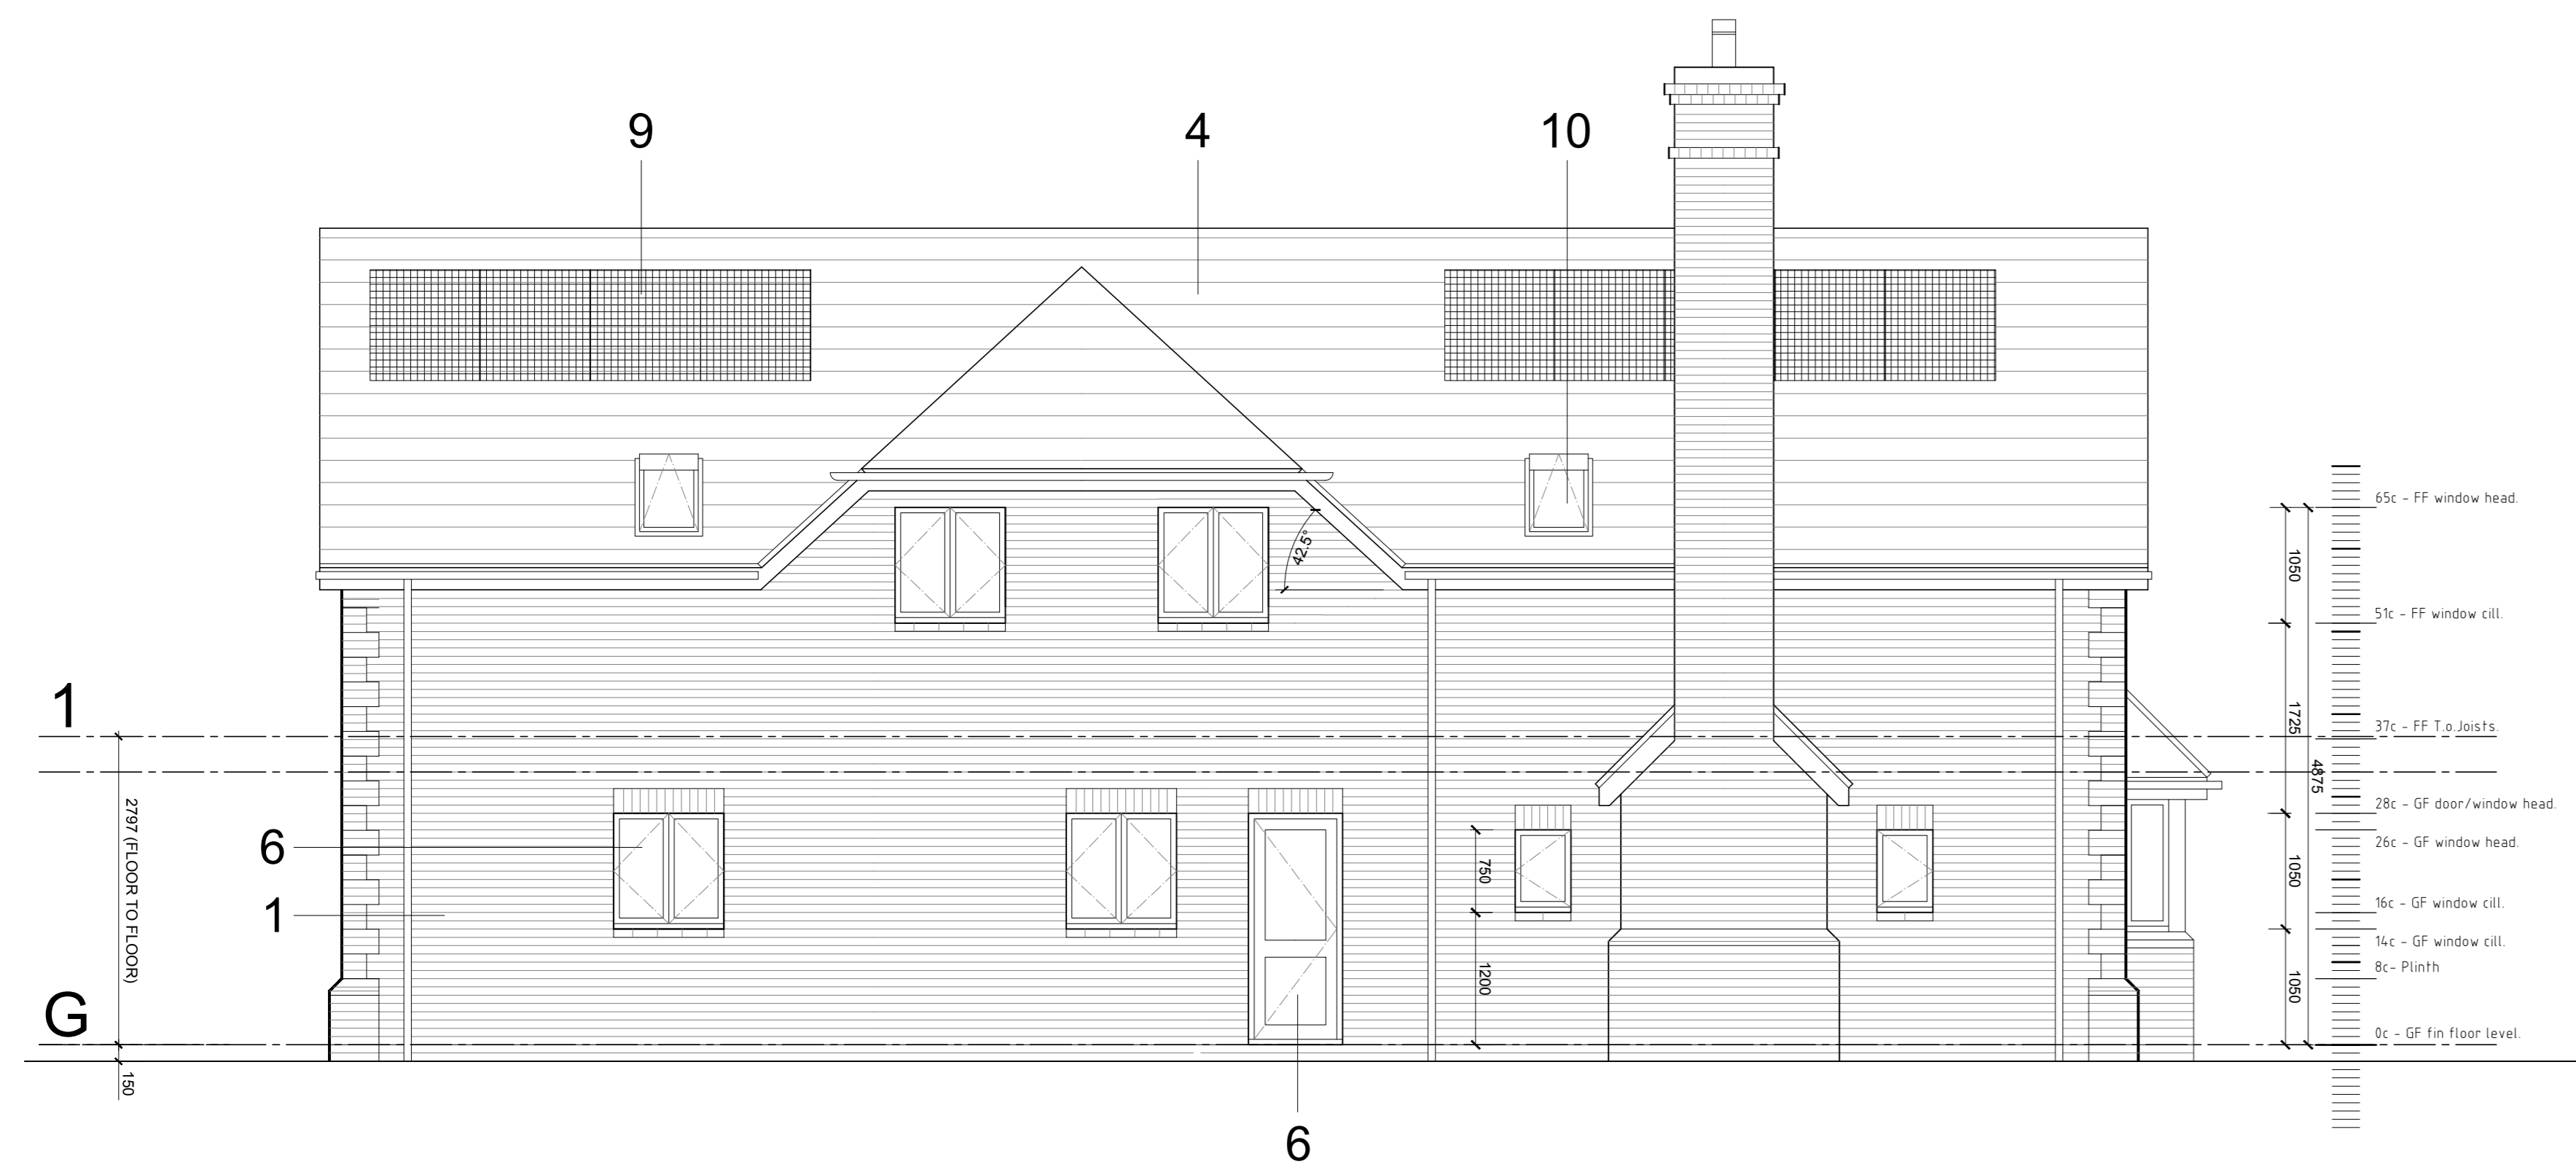 9
4
10
65c - FF window head.
1050
42.5°
51c - FF window cill.
1
1725
37c - FF T.o.Joists.
4875
2797 (FLOOR TO FLOOR)
28c - GF door/window head.
6
750
1050
26c - GF window head.
1
16c - GF window cill.
14c - GF window cill.
8c- Plinth
1200
1050
G
0c - GF fin floor level.
150
6